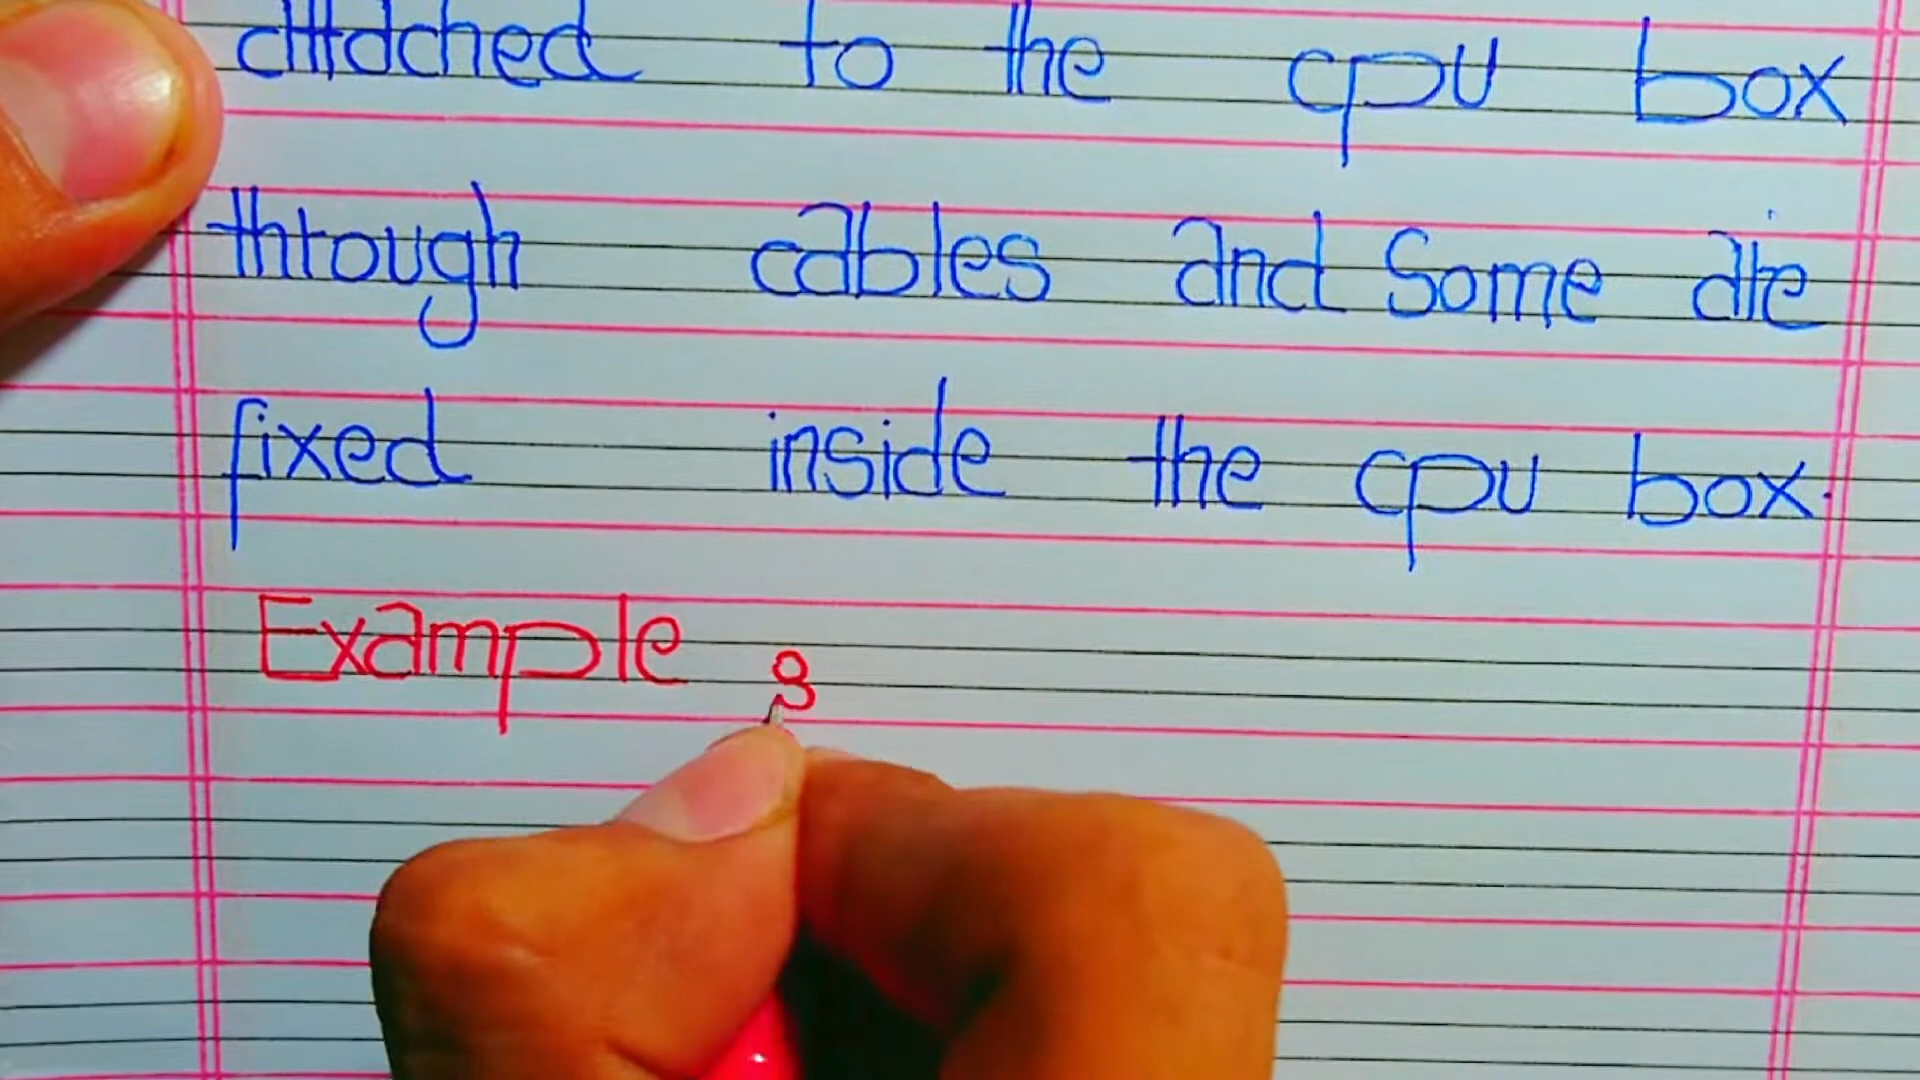 attached to the cpu box
through cables and Some are
fixed inside the cpu box.
Example s